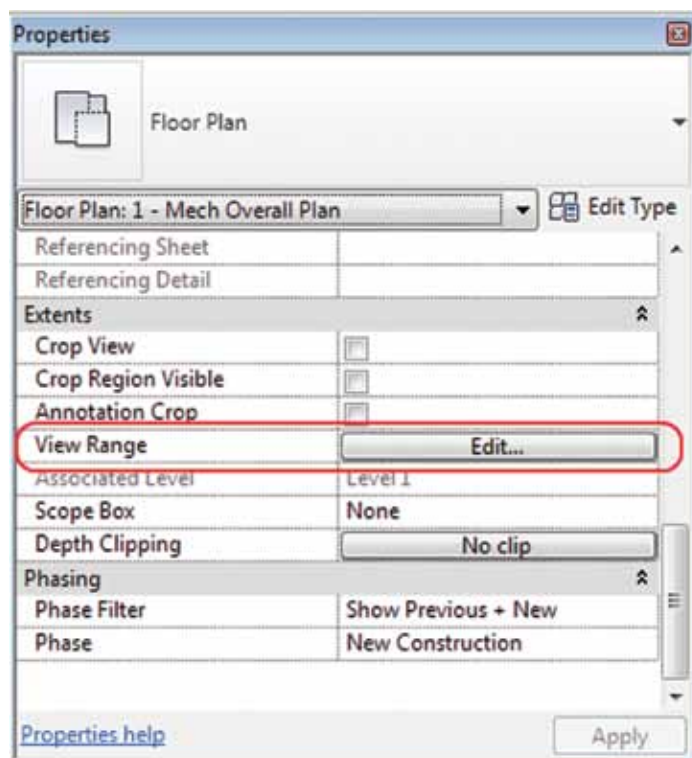 Properties
Floor Plan
Floor Plan: 1 - Mech Overall Plan Edit Type
Referencing Sheet
Referencing Detail
Extents
Crop View
Crop Region Visible
Annotation Crop
View Range Edit...
Associated Level Level 1
Scope Box None
Depth Clipping No clip
Phasing
Phase Filter Show Previous + New
Phase New Construction
Properties help Apply